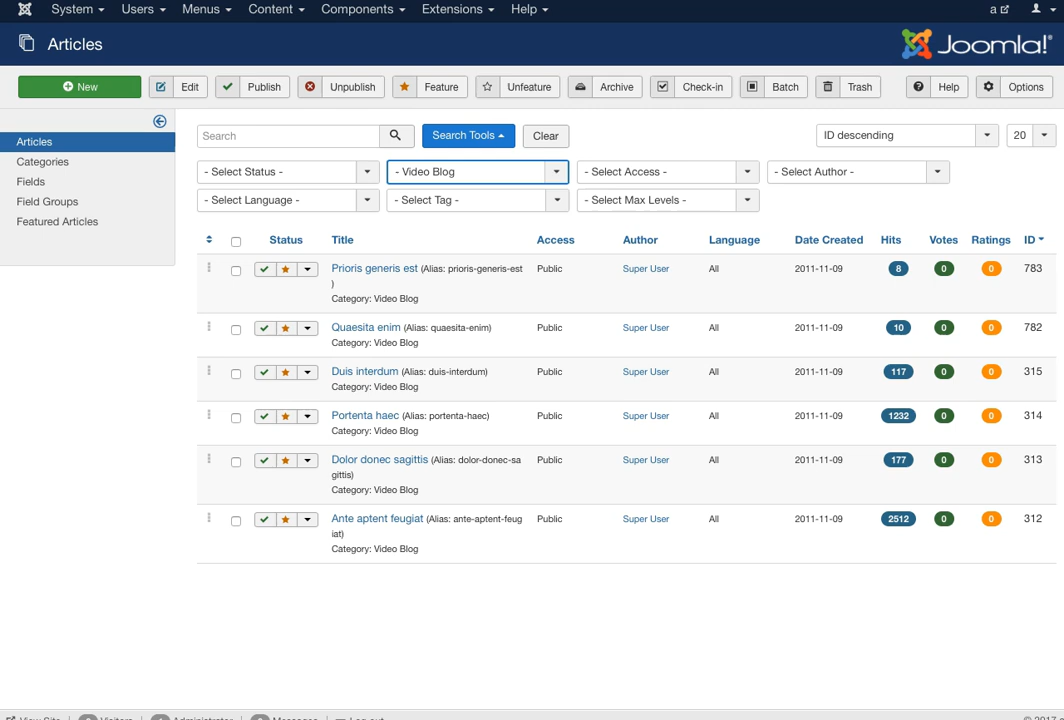 System Users Menus Content Components Extensions Help a
Articles Joomla!®
New Edit Publish Unpublish Feature Unfeature Archive Check-in Batch Trash Help Options
Articles
Categories
Fields
Field Groups
Featured Articles
Search Search Tools Clear ID descending 20
- Select Status - - Video Blog - Select Access - - Select Author -
- Select Language - - Select Tag - - Select Max Levels -
Status Title Access Author Language Date Created Hits Votes Ratings ID
Prioris generis est (Alias: prioris-generis-est Public Super User All 2011-11-09 8 0 0 783
)
Category: Video Blog
Quaesita enim (Alias: quaesita-enim) Public Super User All 2011-11-09 10 0 0 782
Category: Video Blog
Duis interdum (Alias: duis-interdum) Public Super User All 2011-11-09 117 0 0 315
Category: Video Blog
Portenta haec (Alias: portenta-haec) Public Super User All 2011-11-09 1232 0 0 314
Category: Video Blog
Dolor donec sagittis (Alias: dolor-donec-sa Public Super User All 2011-11-09 177 0 0 313
gittis)
Category: Video Blog
Ante aptent feugiat (Alias: ante-aptent-feug Public Super User All 2011-11-09 2512 0 0 312
iat)
Category: Video Blog
View Site Visitors Administrator Messages Log out © 2017